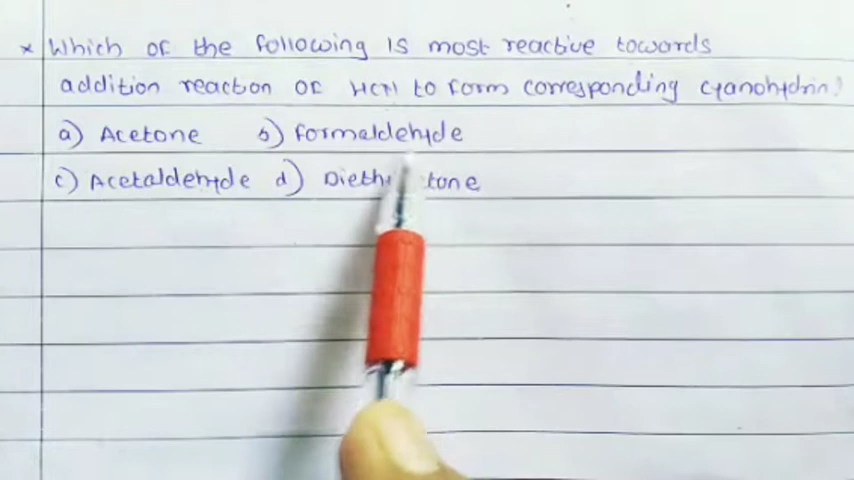 * Which of the following is most reactive towards
addition reaction of HCN to form corresponding cyanohydrin?
a) Acetone b) formaldehyde
c) Acetaldehyde d)